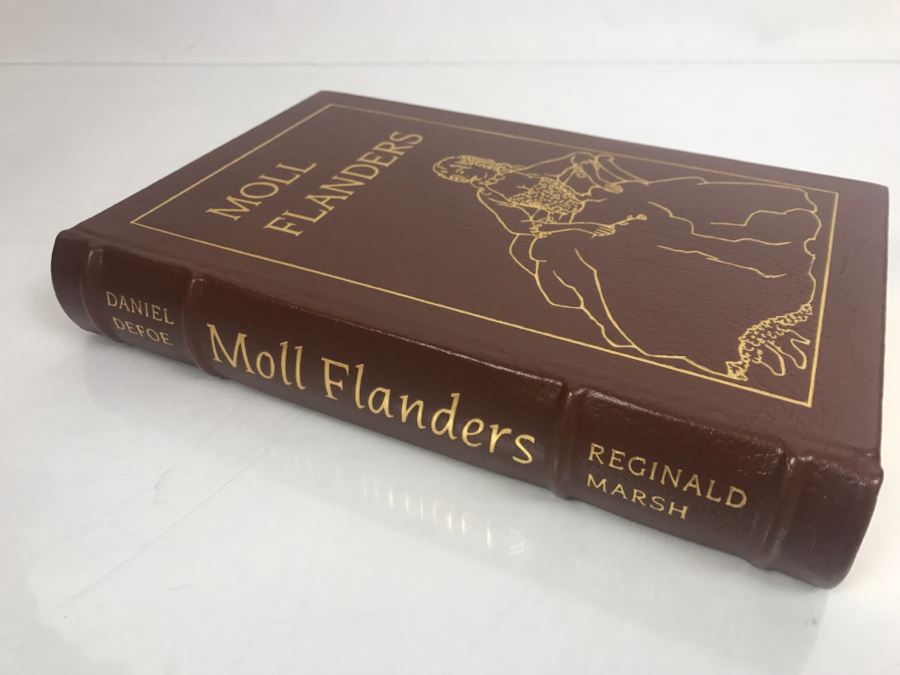 MOLL
FLANDERS
DANIEL
DEFOE
Moll Flanders
REGINALD
MARSH